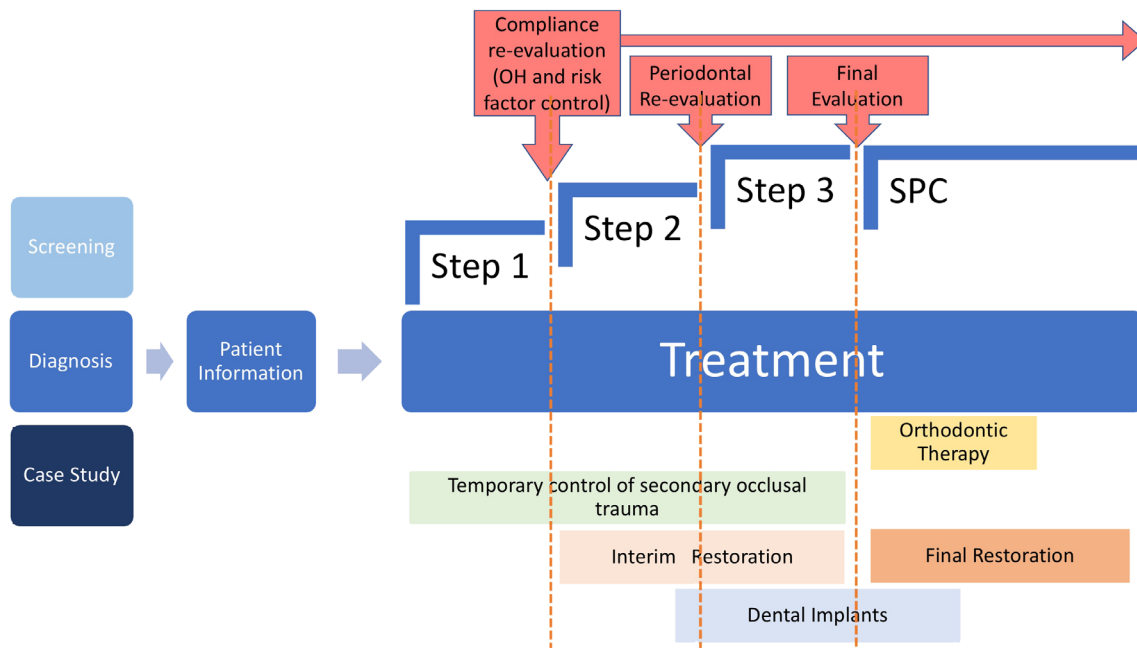 Compliance
re-evaluation
(OH and risk
factor control)
Periodontal
Re-evaluation
Final
Evaluation
Step 1
Step 2
Step 3
SPC
Screening
Diagnosis
Case Study
Patient
Information
Treatment
Orthodontic
Therapy
Temporary control of secondary occlusal
trauma
Interim Restoration
Final Restoration
Dental Implants